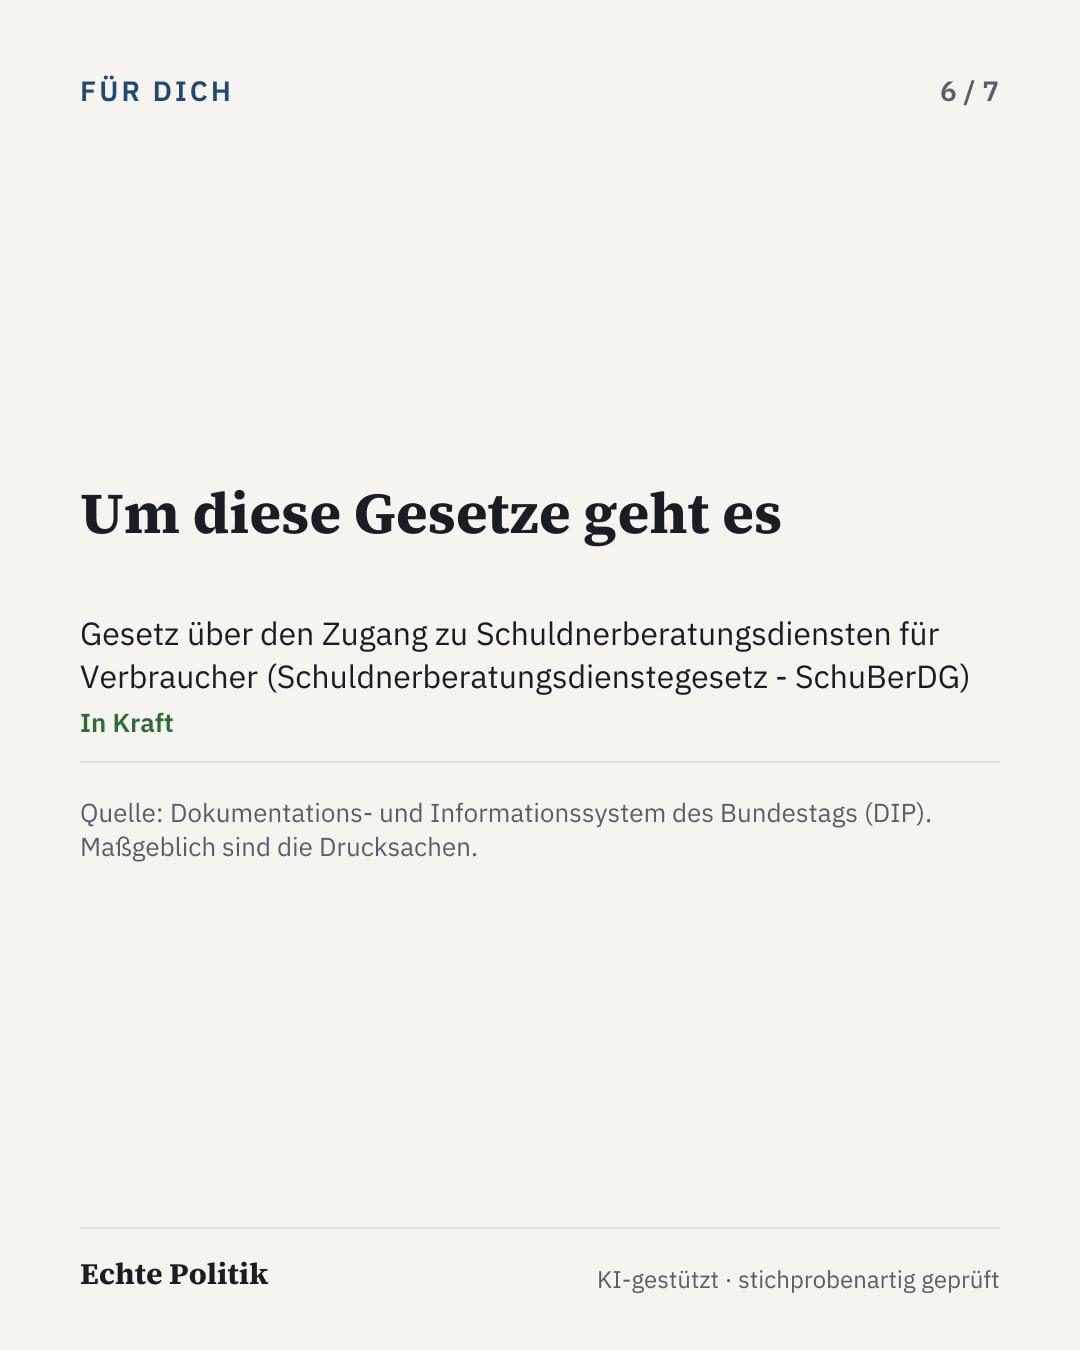 FÜR DICH
6 / 7
Um diese Gesetze geht es
Gesetz über den Zugang zu Schuldnerberatungsdiensten für
Verbraucher (Schuldnerberatungsdienstegesetz - SchuBerDG)
In Kraft
Quelle: Dokumentations- und Informationssystem des Bundestags (DIP).
Maßgeblich sind die Drucksachen.
Echte Politik
KI-gestützt · stichprobenartig geprüft